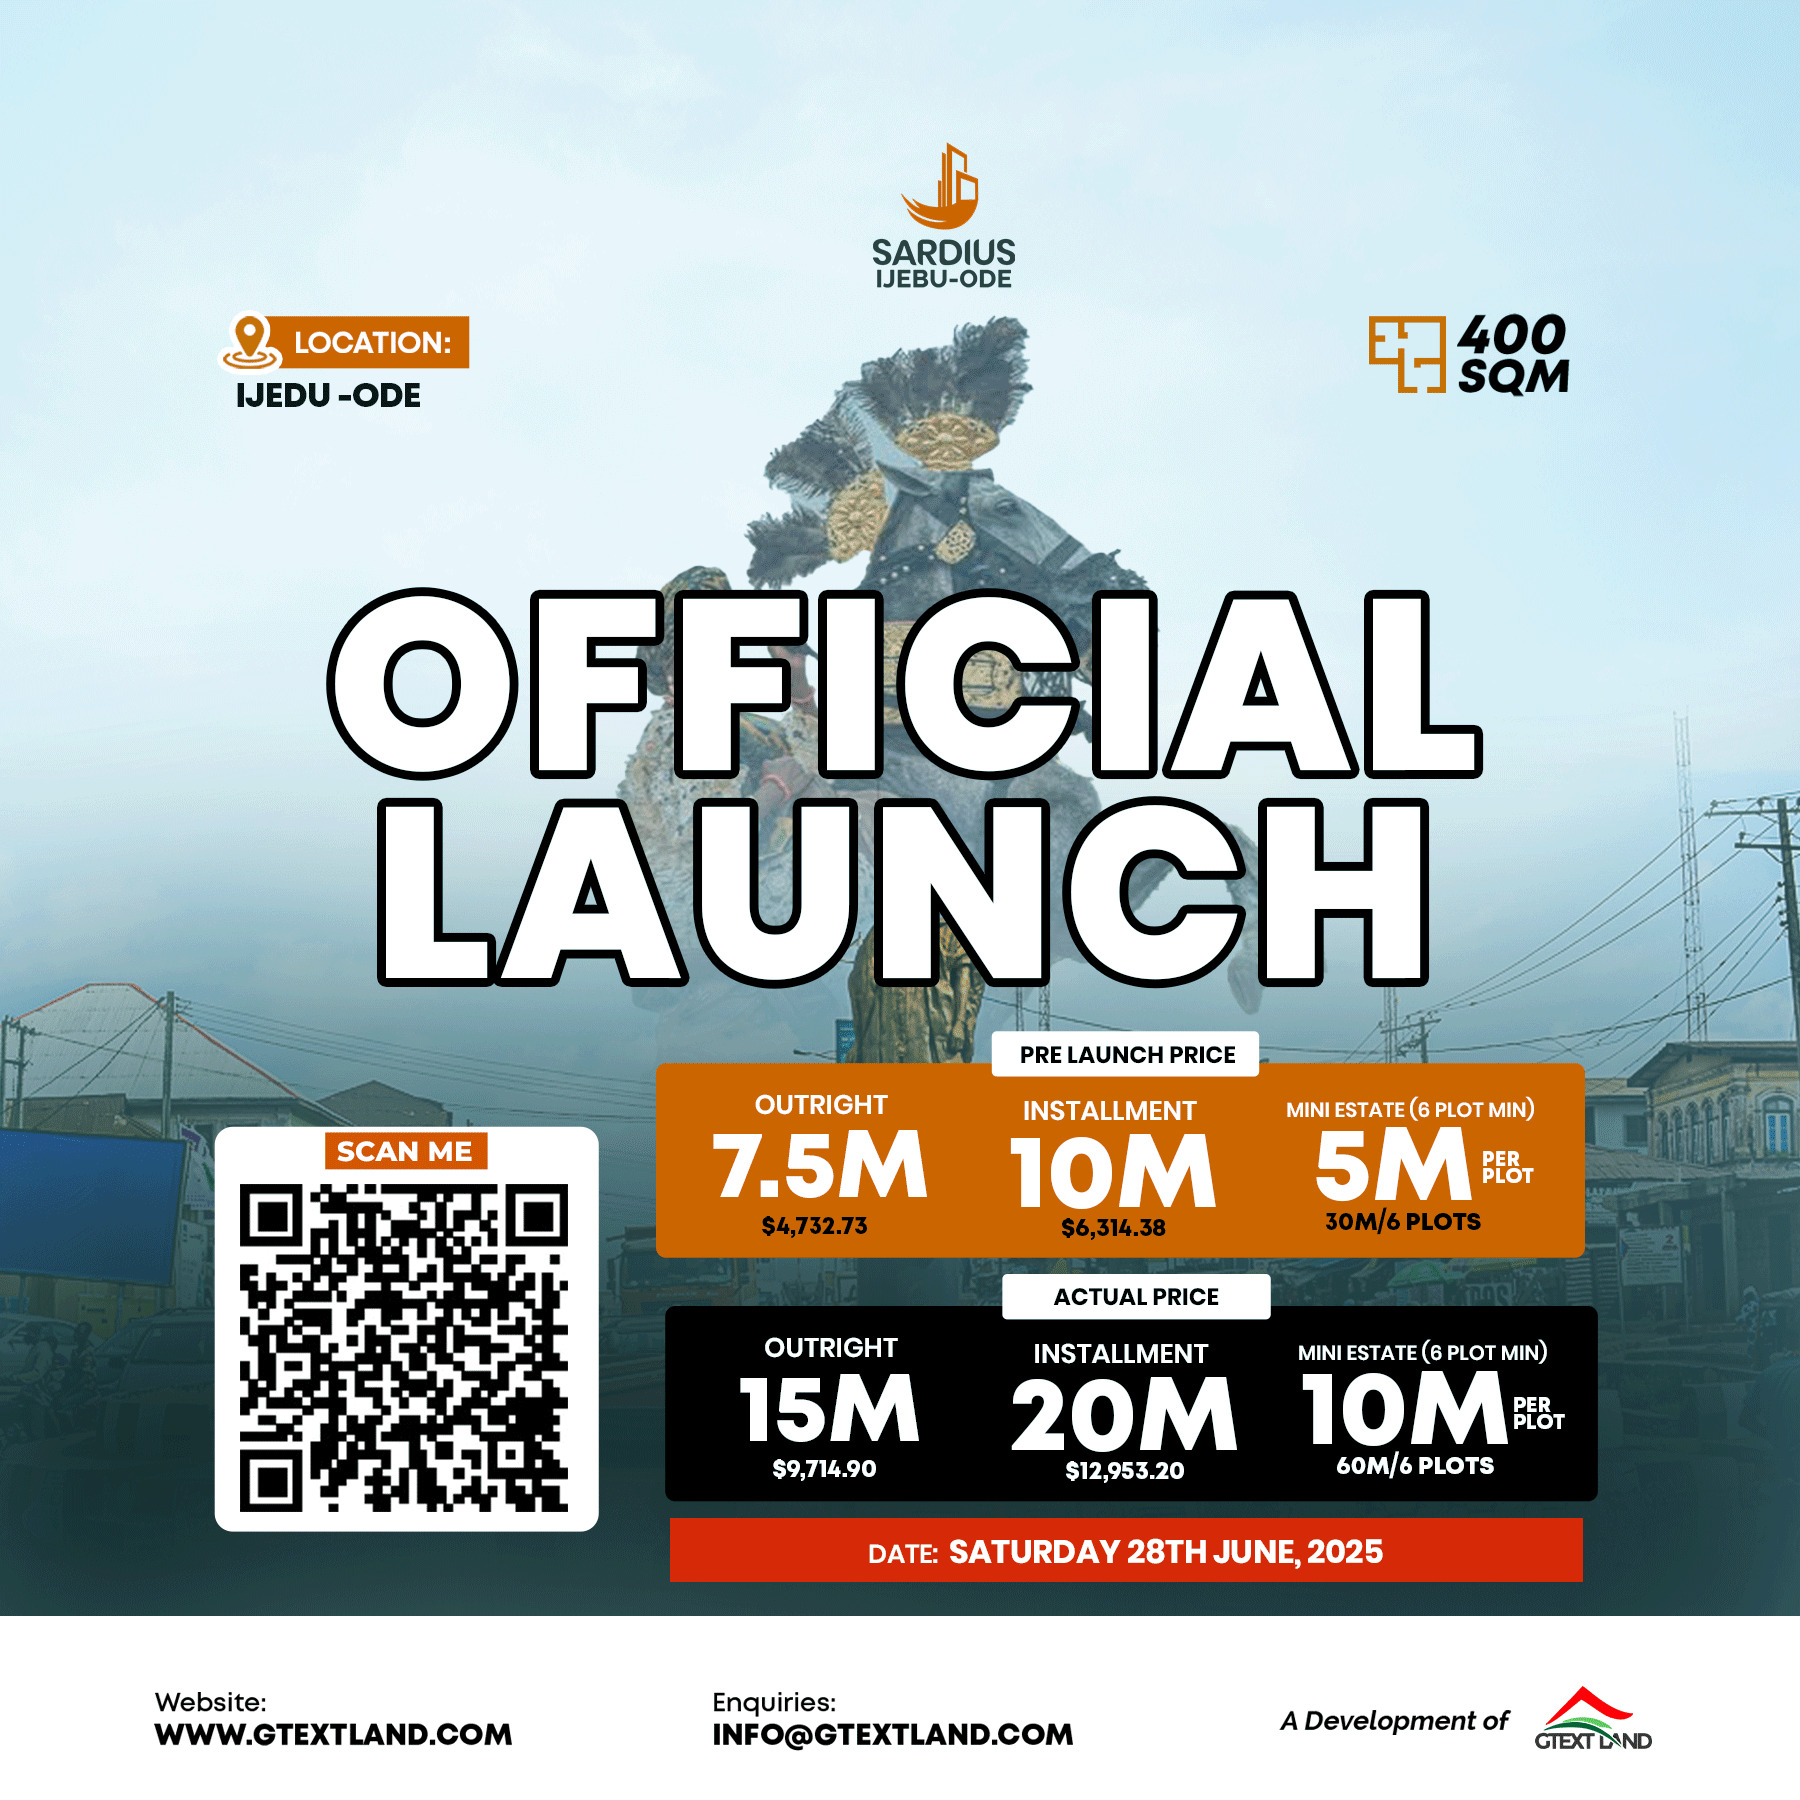 SARDIUS
IJEBU-ODE
LOCATION:
IJEDU -ODE
400
SQM
OFFICIAL
LAUNCH
PRE LAUNCH PRICE
OUTRIGHT
7.5M
$4,732.73
INSTALLMENT
10M
$6,314.38
MINI ESTATE (6 PLOT MIN)
5M PER
PLOT
30M/6 PLOTS
SCAN ME
ACTUAL PRICE
OUTRIGHT
15M
$9,714.90
INSTALLMENT
20M
$12,953.20
MINI ESTATE (6 PLOT MIN)
10M PER
PLOT
60M/6 PLOTS
DATE: SATURDAY 28TH JUNE, 2025
Website:
WWW.GTEXTLAND.COM
Enquiries:
INFO@GTEXTLAND.COM
A Development of
GTEXT LAND